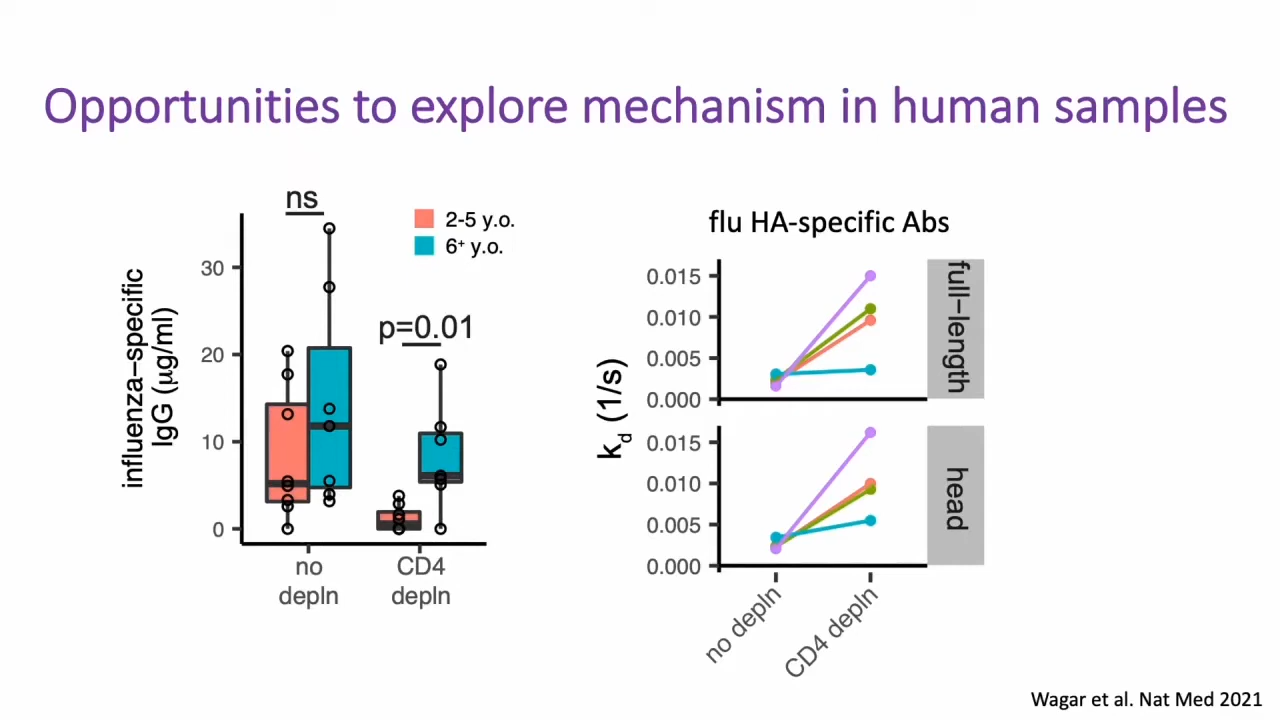 Opportunities to explore mechanism in human samples
ns
2-5 y.o.
6+ y.o.
p=0.01
influenza–specific
IgG (µg/ml)
30
20
10
0
no
depln
CD4
depln
flu HA-specific Abs
kd (1/s)
0.015
0.010
0.005
0.000
full–length
0.015
0.010
0.005
0.000
head
no depln
CD4 depln
Wagar et al. Nat Med 2021